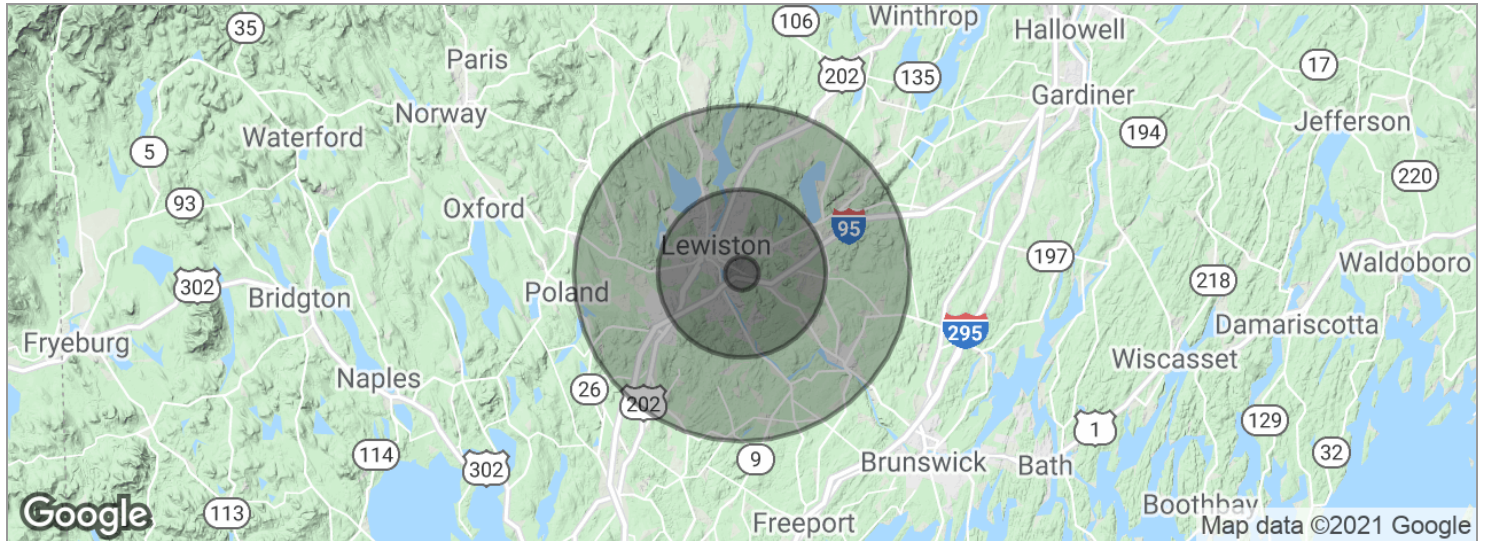 106
Winthrop
35
Hallowell
Paris
17
202
135
Gardiner
Norway
Jefferson
194
Waterford
5
220
93
Oxford
95
Lewiston
197
Waldoboro
218
302
Poland
Bridgton
Damariscotta
295
Fryeburg
Wiscasset
Naples
26
202
129
1
32
114
302
9
Brunswick
Bath
Boothbay
Google
113
Freeport
Map data ©2021 Google